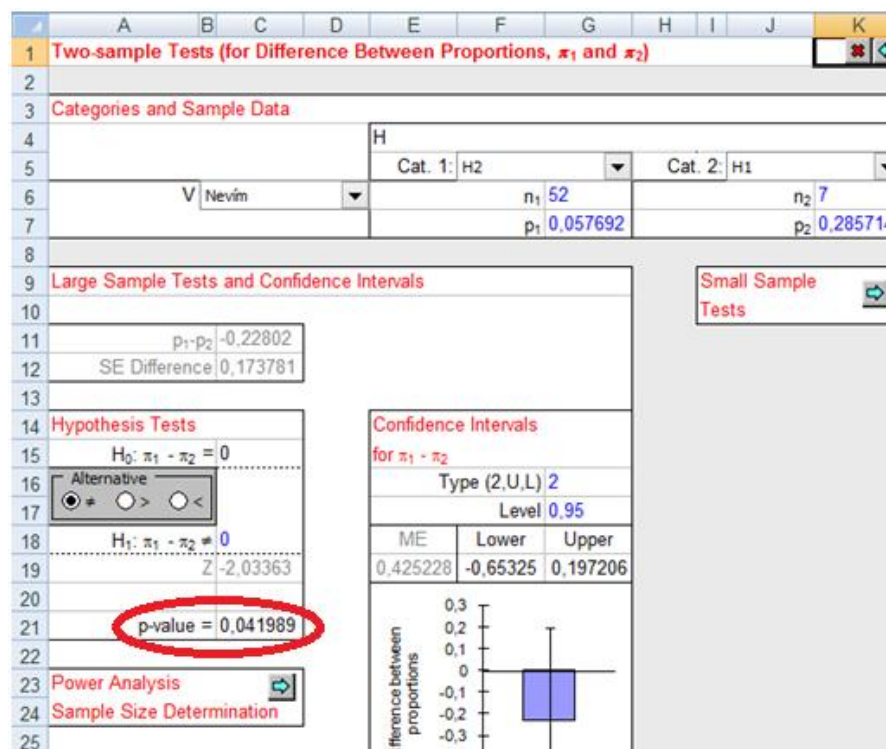 A B C D E F G H I J K
1 Two-sample Tests (for Difference Between Proportions, π₁ and π₂)
2
3 Categories and Sample Data
4 H
5 Cat. 1: H2 Cat. 2: H1
6 V Nevím n₁ 52 n₂ 7
7 p₁ 0,057692 p₂ 0,285714
8
9 Large Sample Tests and Confidence Intervals Small Sample
10 Tests
11 p₁-p₂ -0,22802
12 SE Difference 0,173781
13
14 Hypothesis Tests Confidence Intervals
15 H₀: π₁ - π₂ = 0 for π₁ - π₂
16 Alternative Type (2,U,L) 2
17 ≠ > < Level 0,95
18 H₁: π₁ - π₂ ≠ 0 ME Lower Upper
19 Z -2,03363 0,425228 -0,65325 0,197206
20 0,3
21 p-value = 0,041989 0,2
22 0,1
0
23 Power Analysis -0,1
24 Sample Size Determination -0,2
25 -0,3
between
proportions